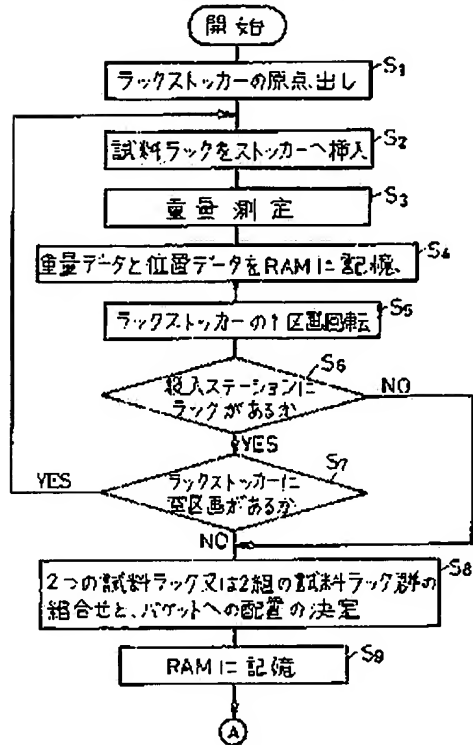 開始
ラックストッカーの原点出し
S1
試料ラックをストッカーへ挿入
S2
重量測定
S3
重量データと位置データをRAMに記憶、
S4
ラックストッカーの1区画回転
S5
投入ステーションに
ラックがあるか
S6
NO
YES
ラックストッカーに
空区画があるか
S7
YES
NO
2つの試料ラック又は2組の試料ラック群の
組合せと、バケットへの配置の決定
S8
RAMに記憶
S9
A